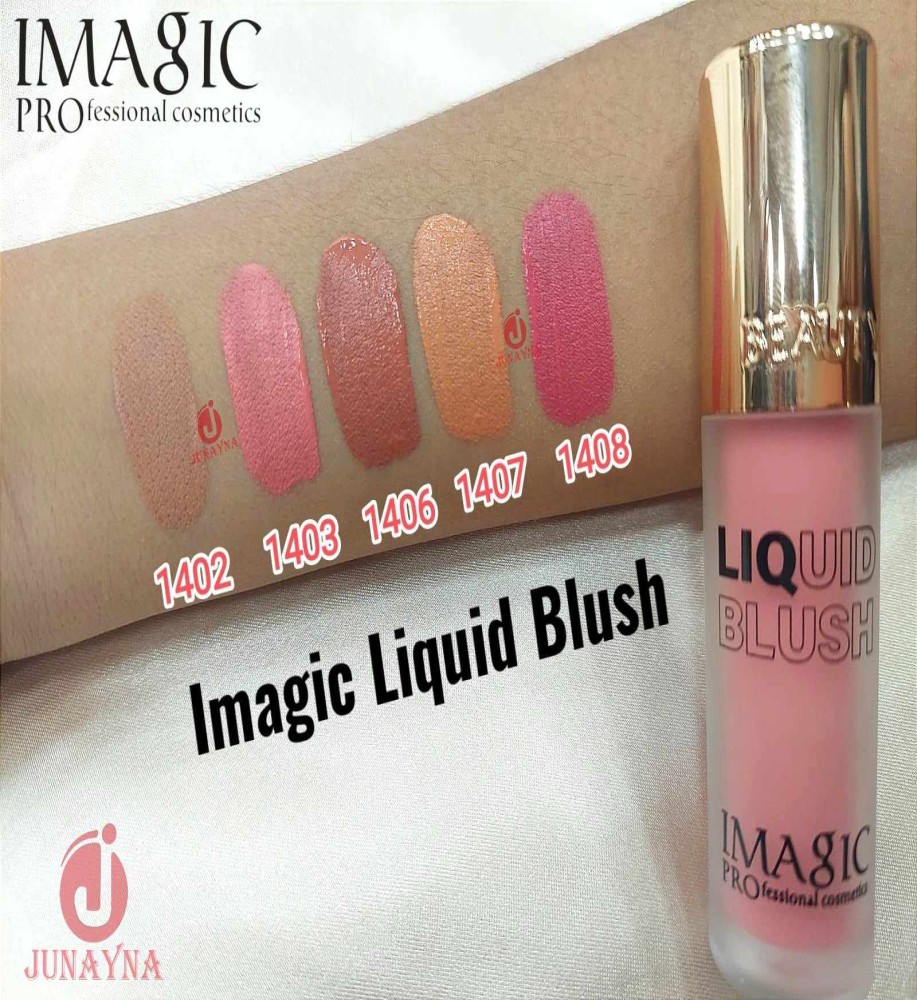 IMAGIC
PROfessional cosmetics
BEAUTY
JUNAYNA
JUNAYNA
1402
1403
1406
1407
1408
Imagic Liquid Blush
LIQUID
BLUSH
IMAGIC
PROfessional cosmetics
JUNAYNA